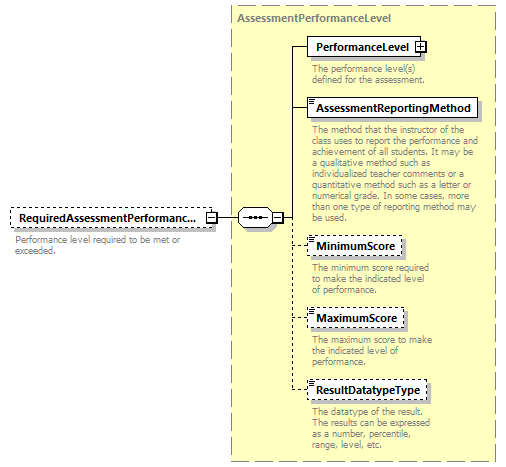 AssessmentPerformanceLevel
PerformanceLevel
The performance level(s)
defined for the assessment.
AssessmentReportingMethod
The method that the instructor of the
class uses to report the performance and
achievement of all students. It may be
a qualitative method such as
individualized teacher comments or a
quantitative method such as a letter or
numerical grade. In some cases, more
than one type of reporting method may
be used.
RequiredAssessmentPerformanc...
Performance level required to be met or
exceeded.
MinimumScore
The minimum score required
to make the indicated level
of performance.
MaximumScore
The maximum score to make
the indicated level of
performance.
ResultDatatypeType
The datatype of the result.
The results can be expressed
as a number, percentile,
range, level, etc.